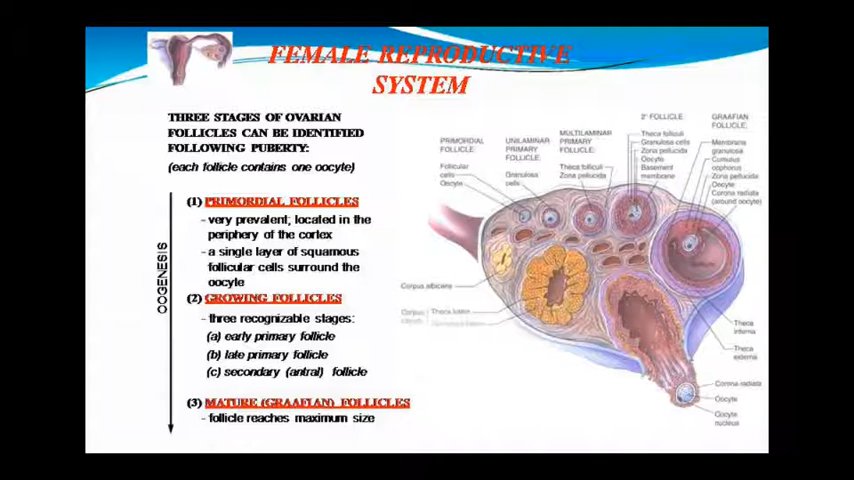 FEMALE REPRODUCTIVE
SYSTEM
THREE STAGES OF OVARIAN
FOLLICLES CAN BE IDENTIFIED
FOLLOWING PUBERTY:
(each follicle contains one oocyte)
OOGENESIS
(1) PRIMORDIAL FOLLICLES
- very prevalent; located in the
periphery of the cortex
- a single layer of squamous
follicular cells surround the
oocyte
(2) GROWING FOLLICLES
- three recognizable stages:
(a) early primary follicle
(b) late primary follicle
(c) secondary (antral) follicle
(3) MATURE (GRAAFIAN) FOLLICLES
- follicle reaches maximum size
PRIMORDIAL
FOLLICLE:
Follicular
cells
Oocyte
UNILAMINAR
PRIMARY
FOLLICLE:
Granulosa
cells
MULTILAMINAR
PRIMARY
FOLLICLE:
Theca folliculi
Zona pellucida
2° FOLLICLE
Theca folliculi
Granulosa cells
Zona pellucida
Oocyte
Basement
membrane
GRAAFIAN
FOLLICLE:
Membrana
granulosa
Cumulus
oophorus
Zona pellucida
Oocyte
Corona radiata
(around oocyte)
Corpus albicans
Corpus
Theca lutein
Theca
interna
Theca
externa
Corona radiata
Oocyte
Oocyte
nucleus